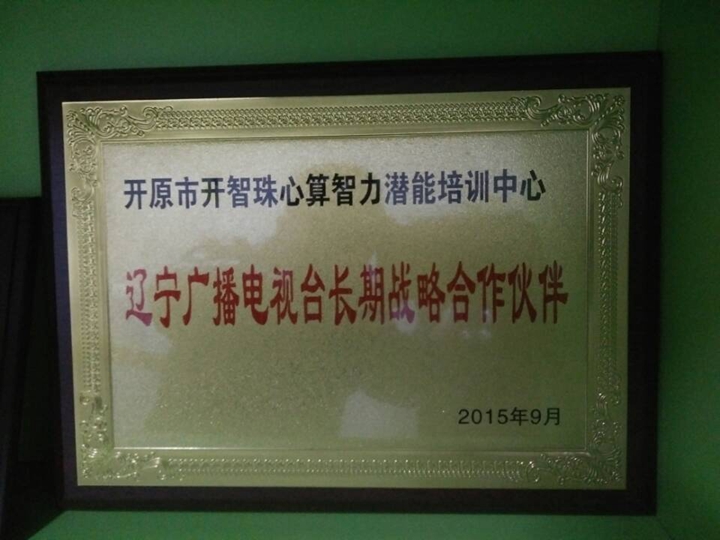 开原市开智珠心算智力潜能培训中心
辽宁广播电视台长期战略合作伙伴
2015年9月